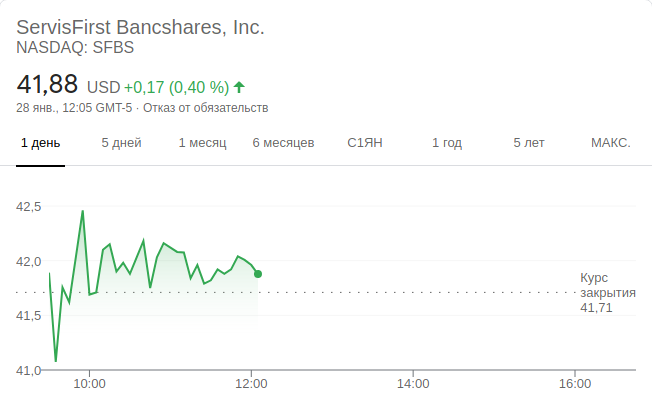 ServisFirst Bancshares, Inc.
NASDAQ: SFBS
41,88 USD +0,17 (0,40 %)
28 янв., 12:05 GMT-5 · Отказ от обязательств
1 день 5 дней 1 месяц 6 месяцев С1ЯН 1 год 5 лет МАКС.
42,5
42,0
Курс
закрытия
41,71
41,5
41,0
10:00 12:00 14:00 16:00